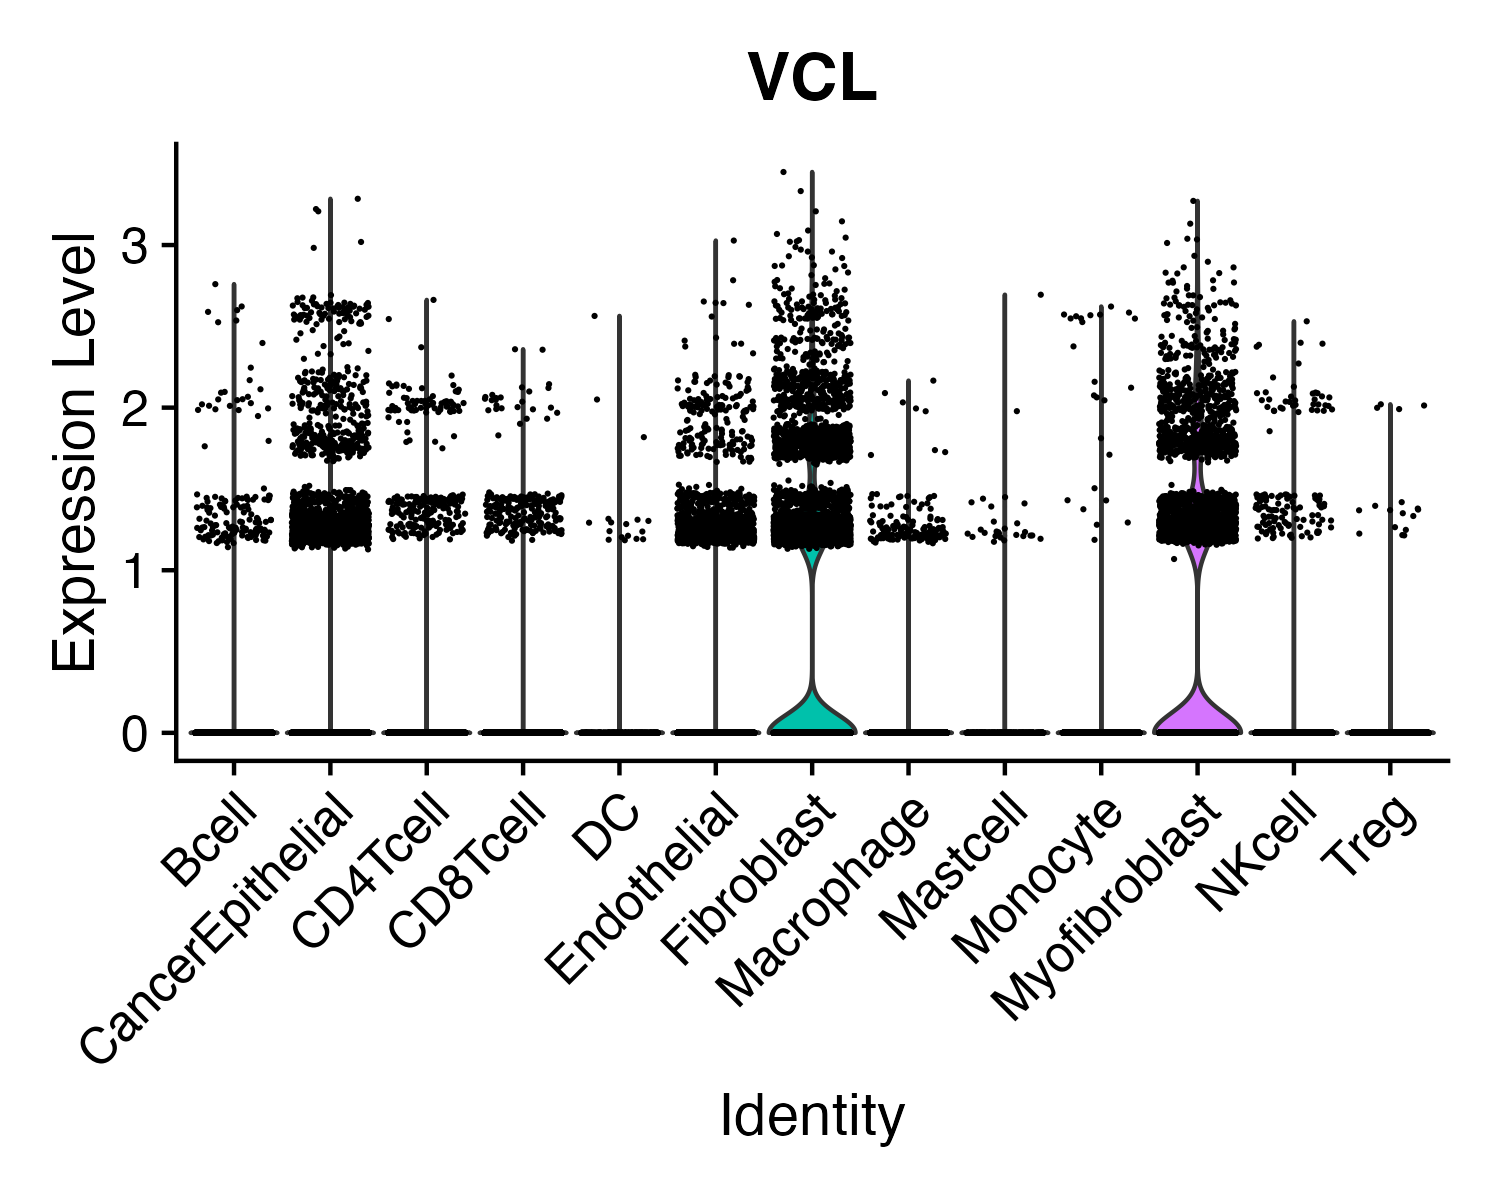 VCL
Expression Level
3
2
1
0
Bcell
CancerEpithelial
CD4Tcell
CD8Tcell
DC
Endothelial
Fibroblast
Macrophage
Mastcell
Monocyte
Myofibroblast
NKcell
Treg
Identity